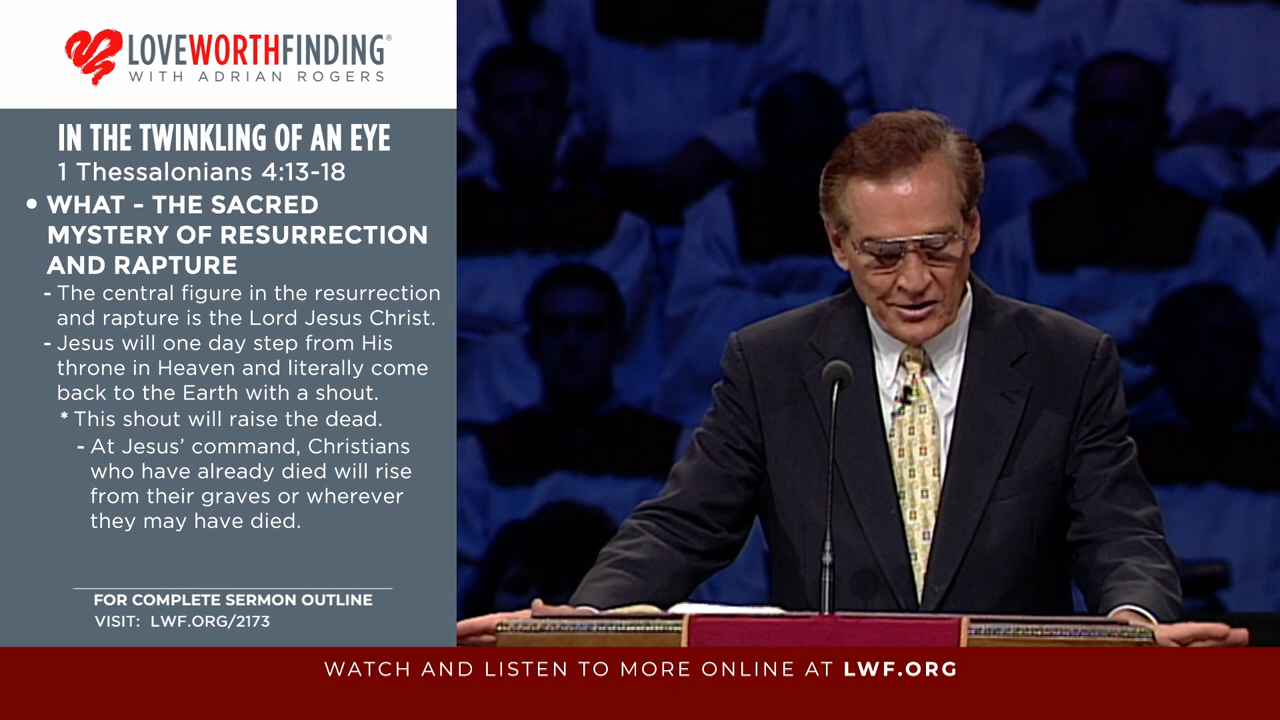 LOVEWORTHFINDING®
WITH ADRIAN ROGERS
IN THE TWINKLING OF AN EYE
1 Thessalonians 4:13-18
• WHAT - THE SACRED
MYSTERY OF RESURRECTION
AND RAPTURE
- The central figure in the resurrection
and rapture is the Lord Jesus Christ.
- Jesus will one day step from His
throne in Heaven and literally come
back to the Earth with a shout.
* This shout will raise the dead.
- At Jesus’ command, Christians
who have already died will rise
from their graves or wherever
they may have died.
FOR COMPLETE SERMON OUTLINE
VISIT: LWF.ORG/2173
WATCH AND LISTEN TO MORE ONLINE AT LWF.ORG